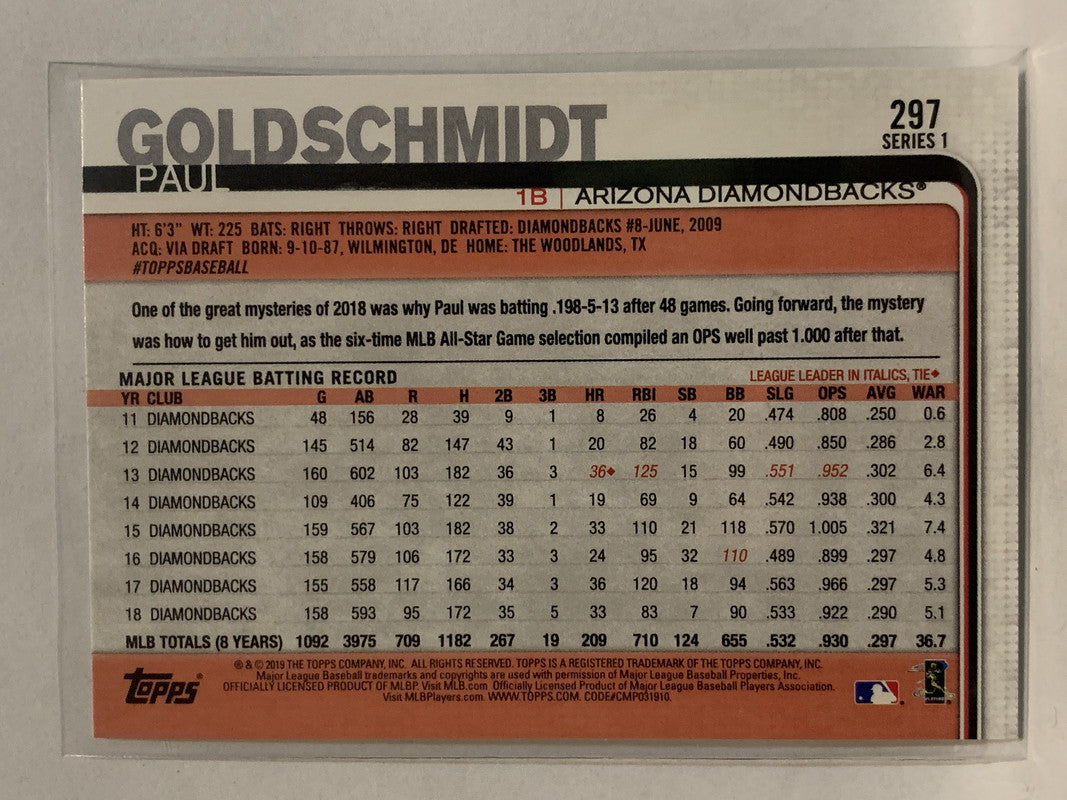 GOLDSCHMIDT
PAUL
297
SERIES 1
1B | ARIZONA DIAMONDBACKS®
HT: 6'3" WT: 225 BATS: RIGHT THROWS: RIGHT DRAFTED: DIAMONDBACKS #8-JUNE, 2009
ACQ: VIA DRAFT BORN: 9-10-87, WILMINGTON, DE HOME: THE WOODLANDS, TX
#TOPPSBASEBALL
One of the great mysteries of 2018 was why Paul was batting .198-5-13 after 48 games. Going forward, the mystery
was how to get him out, as the six-time MLB All-Star Game selection compiled an OPS well past 1.000 after that.
MAJOR LEAGUE BATTING RECORD LEAGUE LEADER IN ITALICS, TIE◆
YR CLUB G AB R H 2B 3B HR RBI SB BB SLG OPS AVG WAR
11 DIAMONDBACKS 48 156 28 39 9 1 8 26 4 20 .474 .808 .250 0.6
12 DIAMONDBACKS 145 514 82 147 43 1 20 82 18 60 .490 .850 .286 2.8
13 DIAMONDBACKS 160 602 103 182 36 3 36◆ 125 15 99 .551 .952 .302 6.4
14 DIAMONDBACKS 109 406 75 122 39 1 19 69 9 64 .542 .938 .300 4.3
15 DIAMONDBACKS 159 567 103 182 38 2 33 110 21 118 .570 1.005 .321 7.4
16 DIAMONDBACKS 158 579 106 172 33 3 24 95 32 110 .489 .899 .297 4.8
17 DIAMONDBACKS 155 558 117 166 34 3 36 120 18 94 .563 .966 .297 5.3
18 DIAMONDBACKS 158 593 95 172 35 5 33 83 7 90 .533 .922 .290 5.1
MLB TOTALS (8 YEARS) 1092 3975 709 1182 267 19 209 710 124 655 .532 .930 .297 36.7
® & © 2019 THE TOPPS COMPANY, INC. ALL RIGHTS RESERVED. TOPPS IS A REGISTERED TRADEMARK OF THE TOPPS COMPANY, INC.
Major League Baseball trademarks and copyrights are used with permission of Major League Baseball Properties, Inc.
OFFICIALLY LICENSED PRODUCT OF MLBP. Visit MLB.com Officially Licensed Product of Major League Baseball Players Association.
Visit MLBPlayers.com. WWW.TOPPS.COM. CODE#CMP031910.
Topps